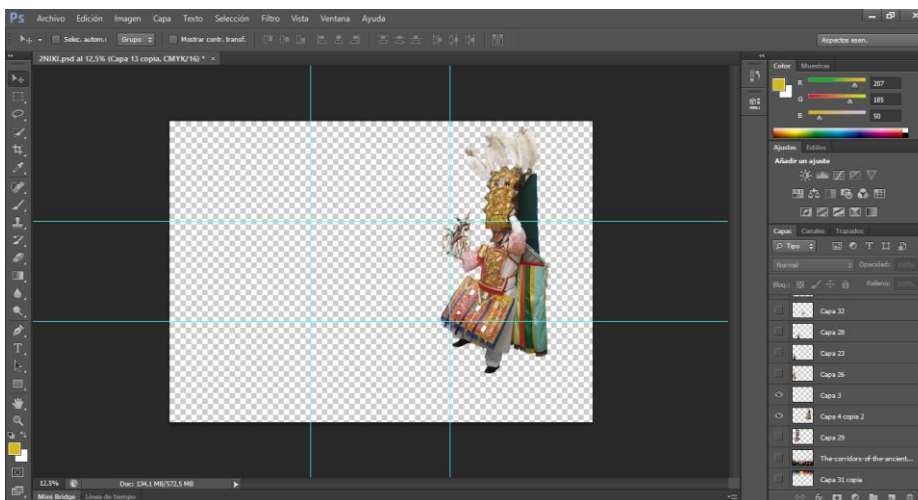 Ps Archivo Edición Imagen Capa Texto Selección Filtro Vista Ventana Ayuda
Selec. autom.: Grupo Mostrar contr. transf. Aspectos esen.
2NIKI.psd al 12,5% (Capa 13 copia, CMYK/16) * ×
Color Muestras
R 207
G 185
B 50
Ajustes Estilos
Añadir un ajuste
Capas Canales Trazados
Tipo
Normal Opacidad: 100%
Bloq.: Relleno: 100%
Capa 32
Capa 28
Capa 23
Capa 26
Capa 3
Capa 4 copia 2
Capa 29
The-corridors-of-the-ancient...
Capa 31 copia
12,5% Doc: 134,1 MB/572,5 MB
Mini Bridge Línea de tiempo